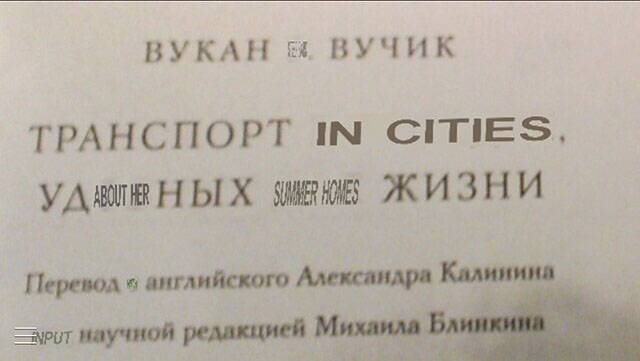 ВУКАН . ВУЧИК
ТРАНСПОРТ IN CITIES,
УД ABOUT HER НЫХ SUMMER HOMES ЖИЗНИ
Перевод английского Александра Калинина
INPUT научной редакцией Михаила Блинкина